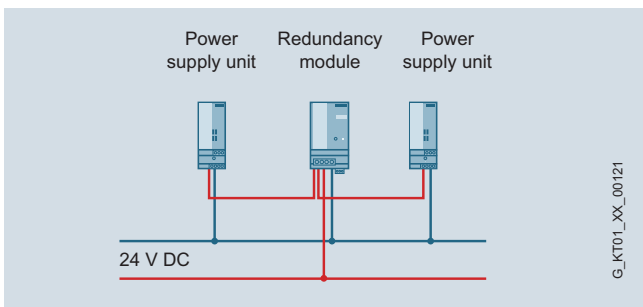 Power
supply unit
Redundancy
module
Power
supply unit
24 V DC
G_KT01_XX_00121